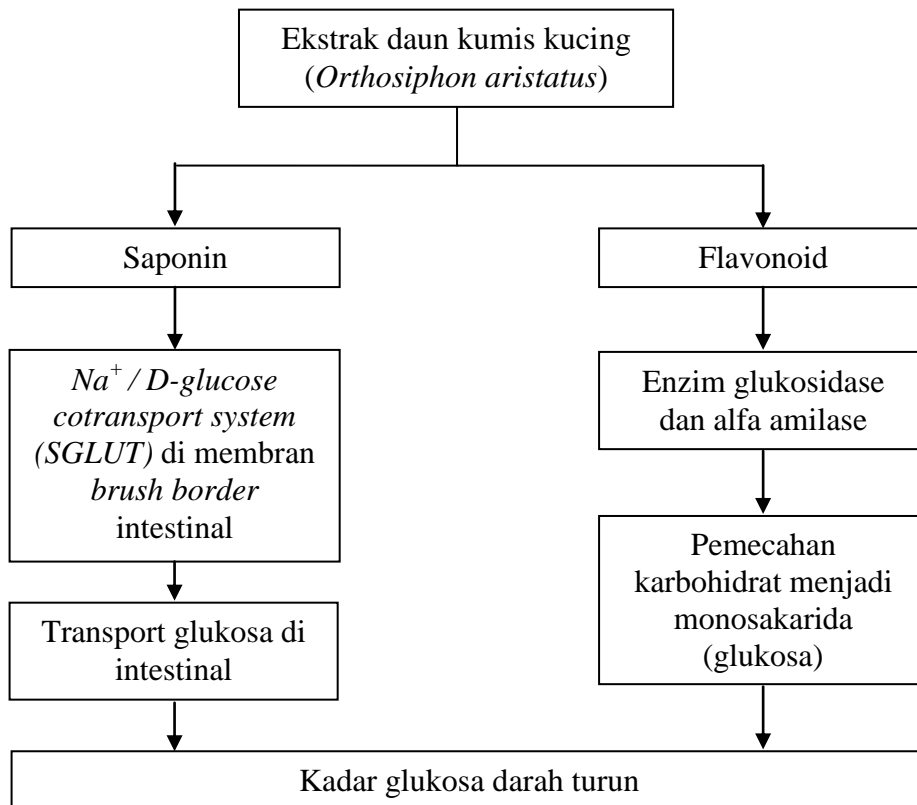 Ekstrak daun kumis kucing
(Orthosiphon aristatus)
Saponin
Flavonoid
Na+ / D-glucose
cotransport system
(SGLUT) di membran
brush border
intestinal
Enzim glukosidase
dan alfa amilase
Pemecahan
karbohidrat menjadi
monosakarida
(glukosa)
Transport glukosa di
intestinal
Kadar glukosa darah turun